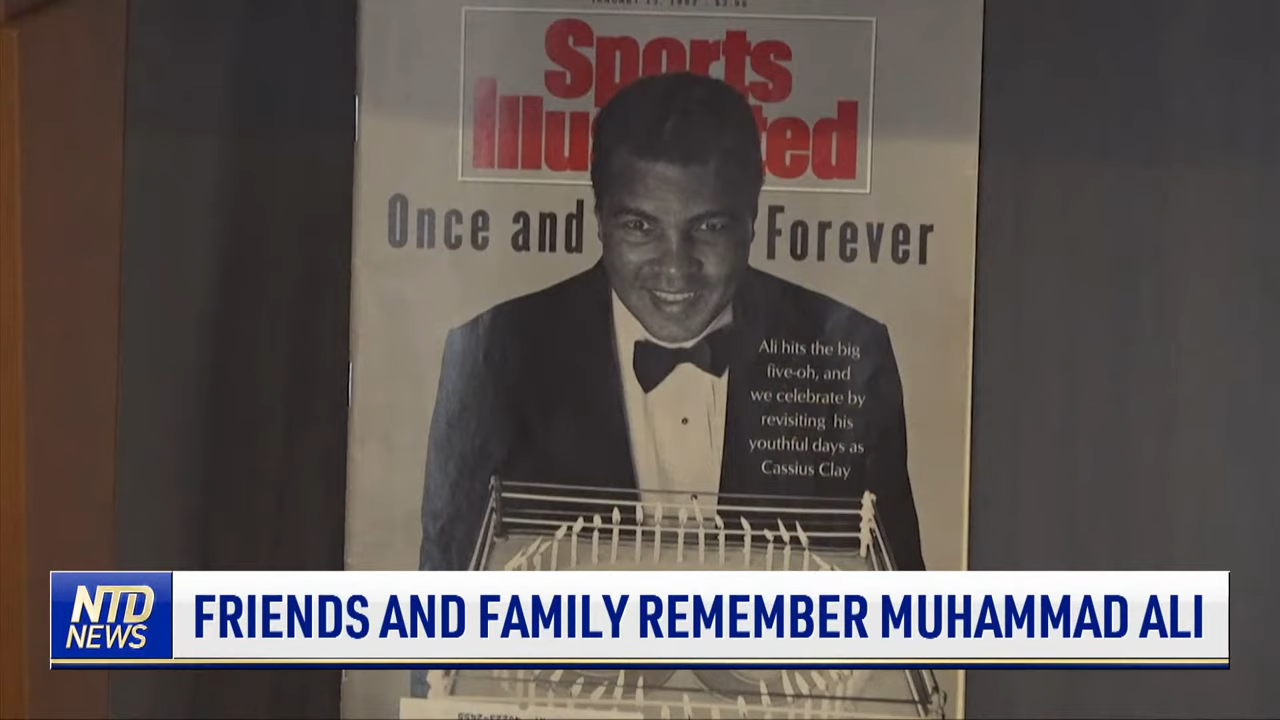 Sports
Illustrated
Once and Forever
Ali hits the big
five-oh, and
we celebrate by
revisiting his
youthful days as
Cassius Clay
NTD
NEWS
FRIENDS AND FAMILY REMEMBER MUHAMMAD ALI